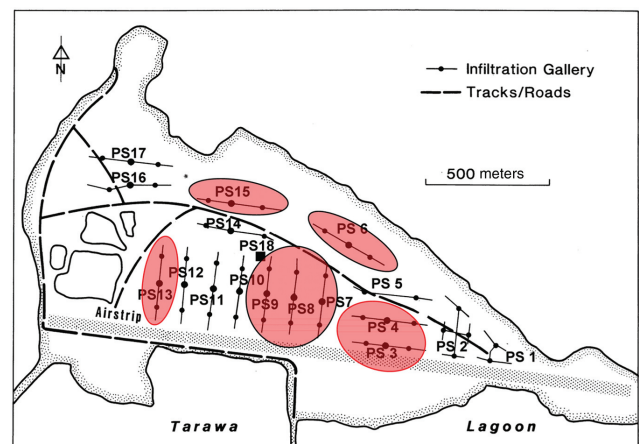 N
Infiltration Gallery
Tracks/Roads
500 meters
PS17
PS16
PS15
PS 6
PS14
PS18
PS 5
PS12
PS10
PS13
PS11
PS9
PS8
PS7
PS 4
PS 3
PS 2
PS 1
Airstrip
Tarawa
Lagoon